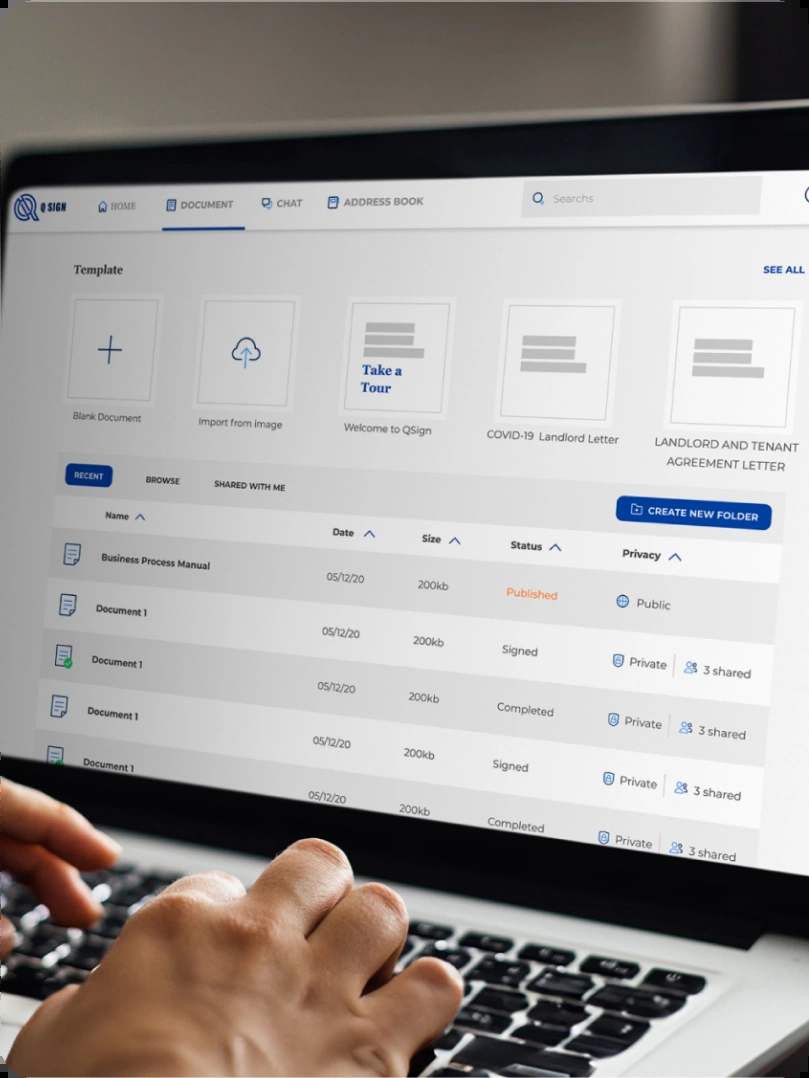 Q SIGN
HOME
DOCUMENT
CHAT
ADDRESS BOOK
Searchs
Template
SEE ALL
Take a
Tour
Blank Document
Import from image
Welcome to QSign
COVID-19 Landlord Letter
LANDLORD AND TENANT
AGREEMENT LETTER
RECENT
BROWSE
SHARED WITH ME
CREATE NEW FOLDER
Name Date Size Status Privacy
Business Process Manual 05/12/20 200kb Published Public
Document 1 05/12/20 200kb Signed Private 3 shared
Document 1 05/12/20 200kb Completed Private 3 shared
Document 1 05/12/20 200kb Signed Private 3 shared
Document 1 05/12/20 200kb Completed Private 3 shared